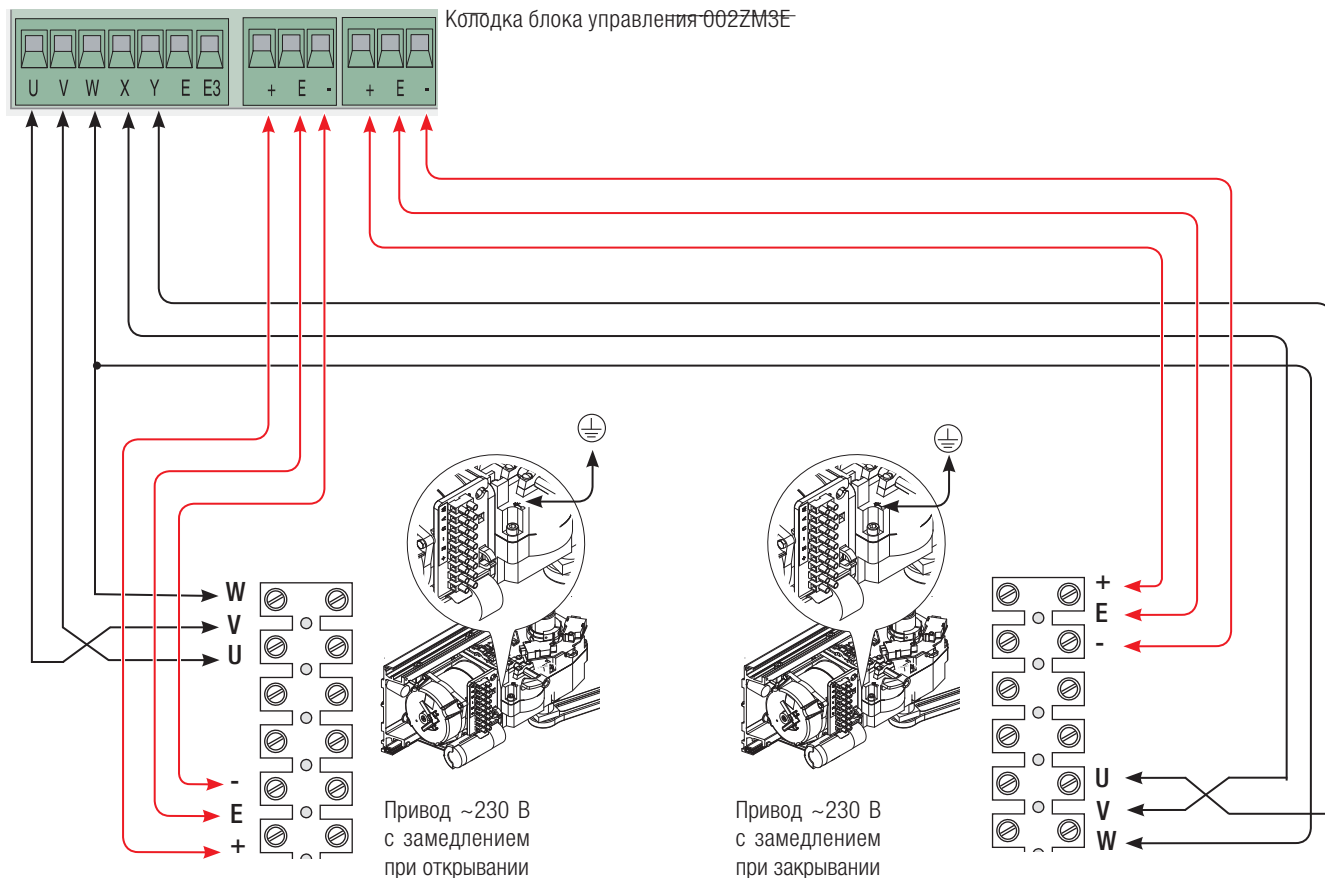 Колодка блока управления 002ZM3E
U V W X Y E E3 + E - + E -
W
V
U
-
E
+
+
E
-
U
V
W
Привод ~230 В
с замедлением
при открывании
Привод ~230 В
с замедлением
при закрывании